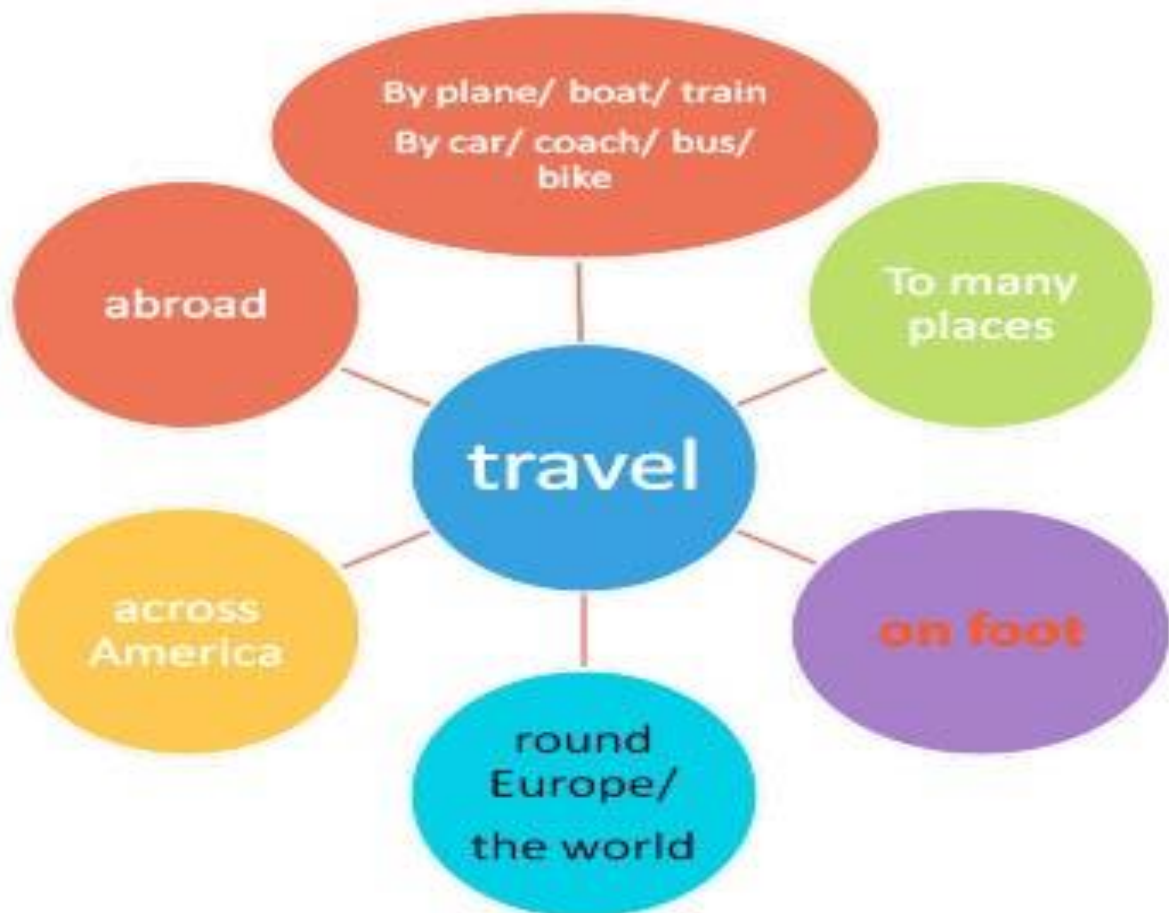 By plane/ boat/ train
By car/ coach/ bus/
bike
abroad
To many
places
travel
across
America
on foot
round
Europe/
the world